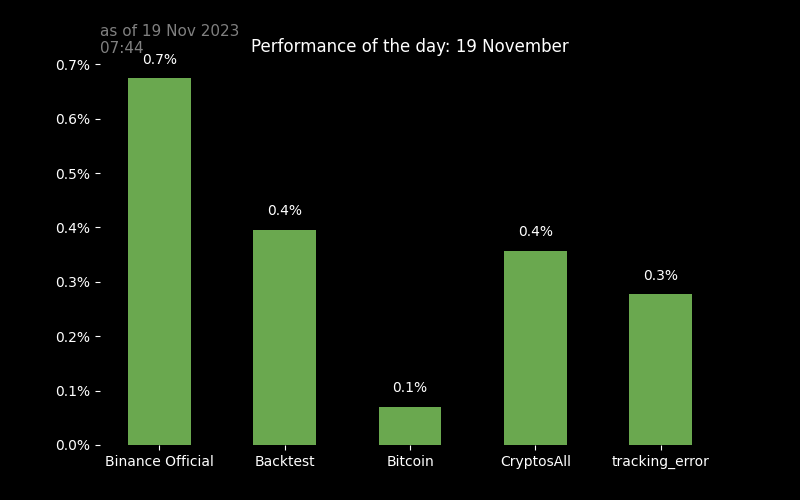 as of 19 Nov 2023
07:44
Performance of the day: 19 November
0.7%
0.6%
0.5%
0.4%
0.3%
0.2%
0.1%
0.0%
0.7%
0.4%
0.1%
0.4%
0.3%
Binance Official
Backtest
Bitcoin
CryptosAll
tracking_error